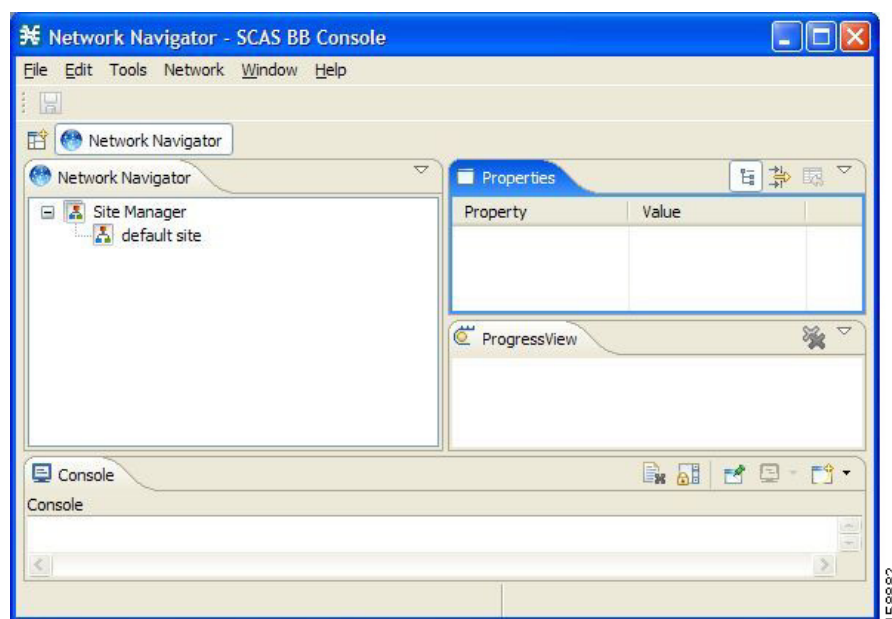 Network Navigator - SCAS BB Console
File Edit Tools Network Window Help
Network Navigator
Network Navigator
Site Manager
default site
Properties
Property Value
ProgressView
Console
Console
158882